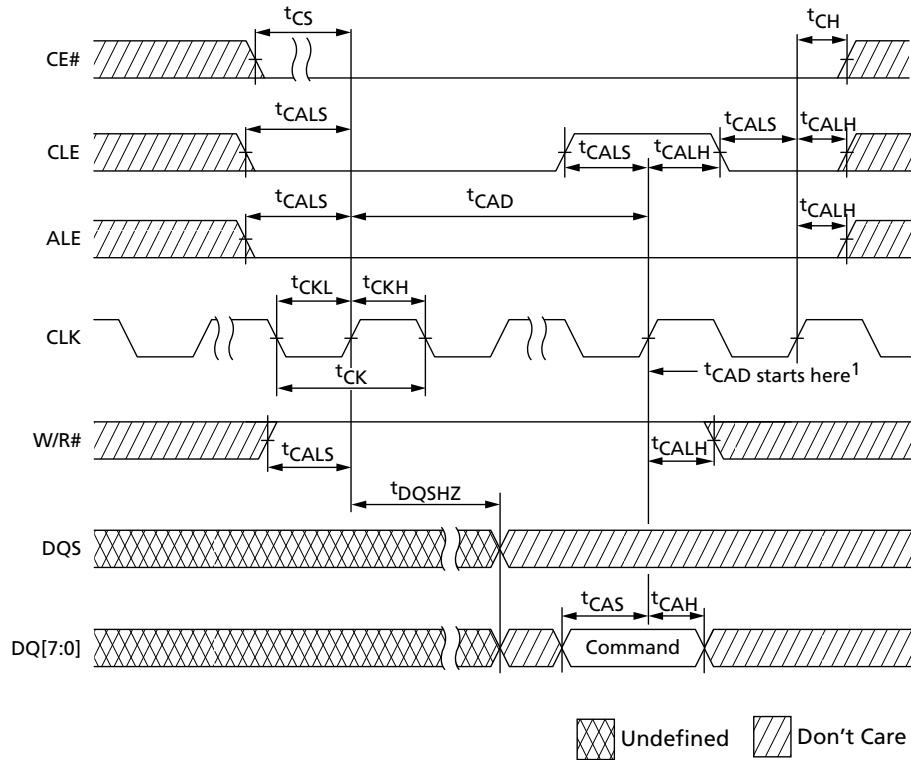 tCS
tCH
CE#
tCALS
tCALS
tCALH
CLE
tCALS
tCALH
tCALS
tCAD
tCALH
ALE
tCKL
tCKH
CLK
tCK
tCAD starts here1
W/R#
tCALS
tCALH
tDQSHZ
DQS
tCAS
tCAH
DQ[7:0]
Command
Undefined
Don't Care